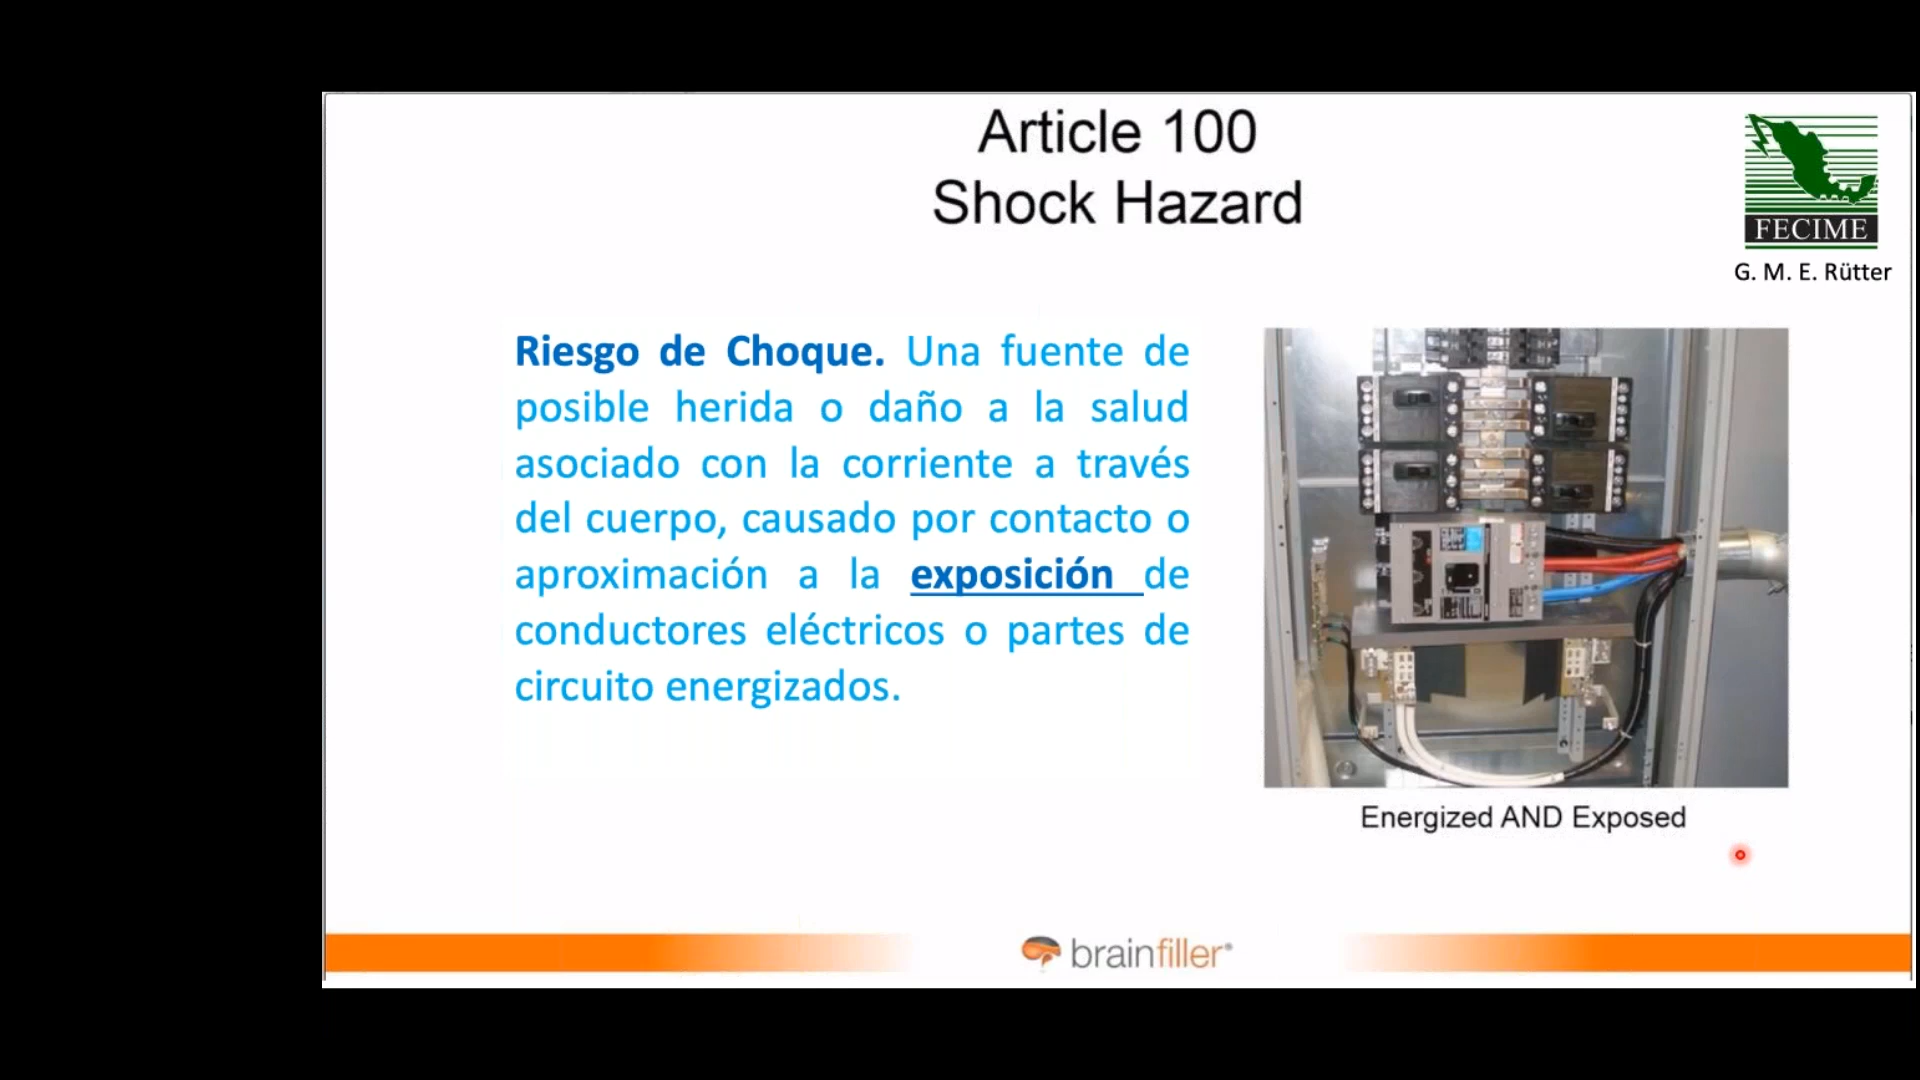 Article 100
Shock Hazard
FECIME
G. M. E. Rütter
Riesgo de Choque. Una fuente de
posible herida o daño a la salud
asociado con la corriente a través
del cuerpo, causado por contacto o
aproximación a la exposición de
conductores eléctricos o partes de
circuito energizados.
Energized AND Exposed
brainfiller®